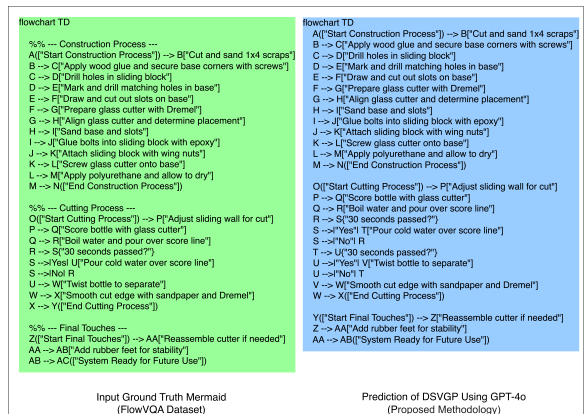 flowchart TD
%% --- Construction Process ---
A(["Start Construction Process"]) --> B["Cut and sand 1x4 scraps"]
B --> C["Apply wood glue and secure base corners with screws"]
C --> D["Drill holes in sliding block"]
D --> E["Mark and drill matching holes in base"]
E --> F["Draw and cut out slots on base"]
F --> G["Prepare glass cutter with Dremel"]
G --> H["Align glass cutter and determine placement"]
H --> I["Sand base and slots"]
I --> J["Glue bolts into sliding block with epoxy"]
J --> K["Attach sliding block with wing nuts"]
K --> L["Screw glass cutter onto base"]
L --> M["Apply polyurethane and allow to dry"]
M --> N(["End Construction Process"])
%% --- Cutting Process ---
O(["Start Cutting Process"]) --> P["Adjust sliding wall for cut"]
P --> Q["Score bottle with glass cutter"]
Q --> R["Boil water and pour over score line"]
R --> S{"30 seconds passed?"}
S -->|Yes| U["Pour cold water over score line"]
S -->|No| R
U --> W["Twist bottle to separate"]
W --> X["Smooth cut edge with sandpaper and Dremel"]
X --> Y(["End Cutting Process"])
%% --- Final Touches ---
Z(["Start Final Touches"]) --> AA["Reassemble cutter if needed"]
AA --> AB["Add rubber feet for stability"]
AB --> AC(["System Ready for Future Use"])
Input Ground Truth Mermaid
(FlowVQA Dataset)
flowchart TD
A(["Start Construction Process"]) --> B["Cut and sand 1x4 scraps"]
B --> C["Apply wood glue and secure base corners with screws"]
C --> D["Drill holes in sliding block"]
D --> E["Mark and drill matching holes in base"]
E --> F["Draw and cut out slots on base"]
F --> G["Prepare glass cutter with Dremel"]
G --> H["Align glass cutter and determine placement"]
H --> I["Sand base and slots"]
I --> J["Glue bolts into sliding block with epoxy"]
J --> K["Attach sliding block with wing nuts"]
K --> L["Screw glass cutter onto base"]
L --> M["Apply polyurethane and allow to dry"]
M --> N(["End Construction Process"])
O(["Start Cutting Process"]) --> P["Adjust sliding wall for cut"]
P --> Q["Score bottle with glass cutter"]
Q --> R["Boil water and pour over score line"]
R --> S{"30 seconds passed?"}
S -->|"Yes"| T["Pour cold water over score line"]
S -->|"No"| R
T --> U{"30 seconds passed?"}
U -->|"Yes"| V["Twist bottle to separate"]
U -->|"No"| T
V --> W["Smooth cut edge with sandpaper and Dremel"]
W --> X(["End Cutting Process"])
Y(["Start Final Touches"]) --> Z["Reassemble cutter if needed"]
Z --> AA["Add rubber feet for stability"]
AA --> AB(["System Ready for Future Use"])
Prediction of DSVGP Using GPT-4o
(Proposed Methodology)